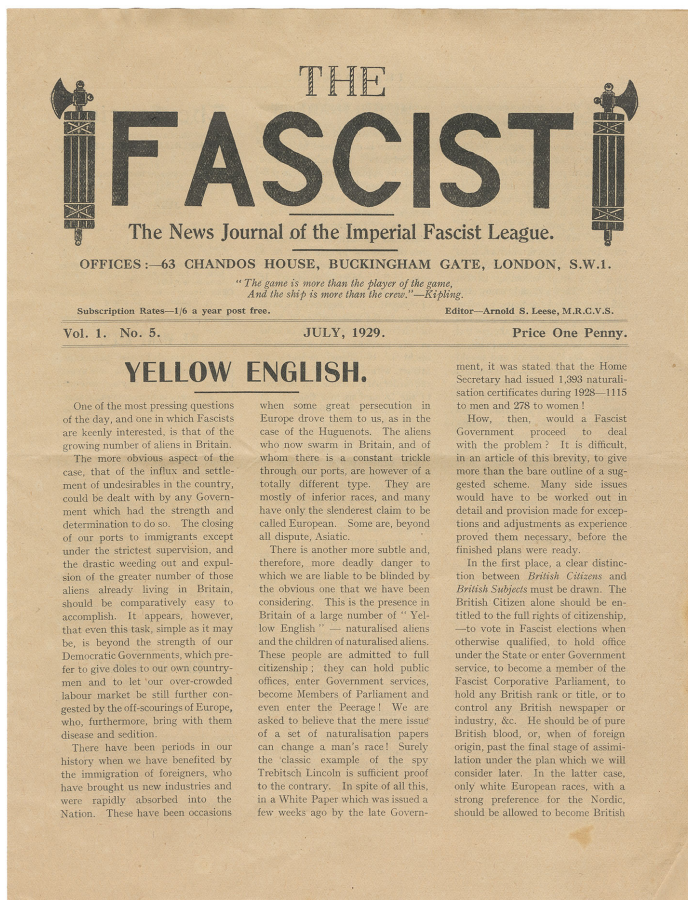 THE
FASCIST
The News Journal of the Imperial Fascist League.
OFFICES:—63 CHANDOS HOUSE, BUCKINGHAM GATE, LONDON, S.W.1.
“The game is more than the player of the game,
And the ship is more than the crew.”—Kipling.
Subscription Rates—1/6 a year post free.
Editor—Arnold S. Leese, M.R.C.V.S.
Vol. 1. No. 5.
JULY, 1929.
Price One Penny.
YELLOW ENGLISH.
One of the most pressing questions
of the day, and one in which Fascists
are keenly interested, is that of the
growing number of aliens in Britain.
The more obvious aspect of the
case, that of the influx and settle-
ment of undesirables in the country,
could be dealt with by any Govern-
ment which had the strength and
determination to do so. The closing
of our ports to immigrants except
under the strictest supervision, and
the drastic weeding out and expul-
sion of the greater number of those
aliens already living in Britain,
should be comparatively easy to
accomplish. It appears, however,
that even this task, simple as it may
be, is beyond the strength of our
Democratic Governments, which pre-
fer to give doles to our own country-
men and to let our over-crowded
labour market be still further con-
gested by the off-scourings of Europe,
who, furthermore, bring with them
disease and sedition.
There have been periods in our
history when we have benefited by
the immigration of foreigners, who
have brought us new industries and
were rapidly absorbed into the
Nation. These have been occasions
when some great persecution in
Europe drove them to us, as in the
case of the Huguenots. The aliens
who now swarm in Britain, and of
whom there is a constant trickle
through our ports, are however of a
totally different type. They are
mostly of inferior races, and many
have only the slenderest claim to be
called European. Some are, beyond
all dispute, Asiatic.
There is another more subtle and,
therefore, more deadly danger to
which we are liable to be blinded by
the obvious one that we have been
considering. This is the presence in
Britain of a large number of “Yel-
low English” — naturalised aliens
and the children of naturalised aliens.
These people are admitted to full
citizenship; they can hold public
offices, enter Government services,
become Members of Parliament and
even enter the Peerage! We are
asked to believe that the mere issue
of a set of naturalisation papers
can change a man’s race! Surely
the classic example of the spy
Trebitsch Lincoln is sufficient proof
to the contrary. In spite of all this,
in a White Paper which was issued a
few weeks ago by the late Govern-
ment, it was stated that the Home
Secretary had issued 1,393 naturali-
sation certificates during 1928—1115
to men and 278 to women!
How, then, would a Fascist
Government proceed to deal
with the problem? It is difficult,
in an article of this brevity, to give
more than the bare outline of a sug-
gested scheme. Many side issues
would have to be worked out in
detail and provision made for excep-
tions and adjustments as experience
proved them necessary, before the
finished plans were ready.
In the first place, a clear distinc-
tion between British Citizens and
British Subjects must be drawn. The
British Citizen alone should be en-
titled to the full rights of citizenship,
—to vote in Fascist elections when
otherwise qualified, to hold office
under the State or enter Government
service, to become a member of the
Fascist Corporative Parliament, to
hold any British rank or title, or to
control any British newspaper or
industry, &c. He should be of pure
British blood, or, when of foreign
origin, past the final stage of assimi-
lation under the plan which we will
consider later. In the latter case,
only white European races, with a
strong preference for the Nordic,
should be allowed to become British